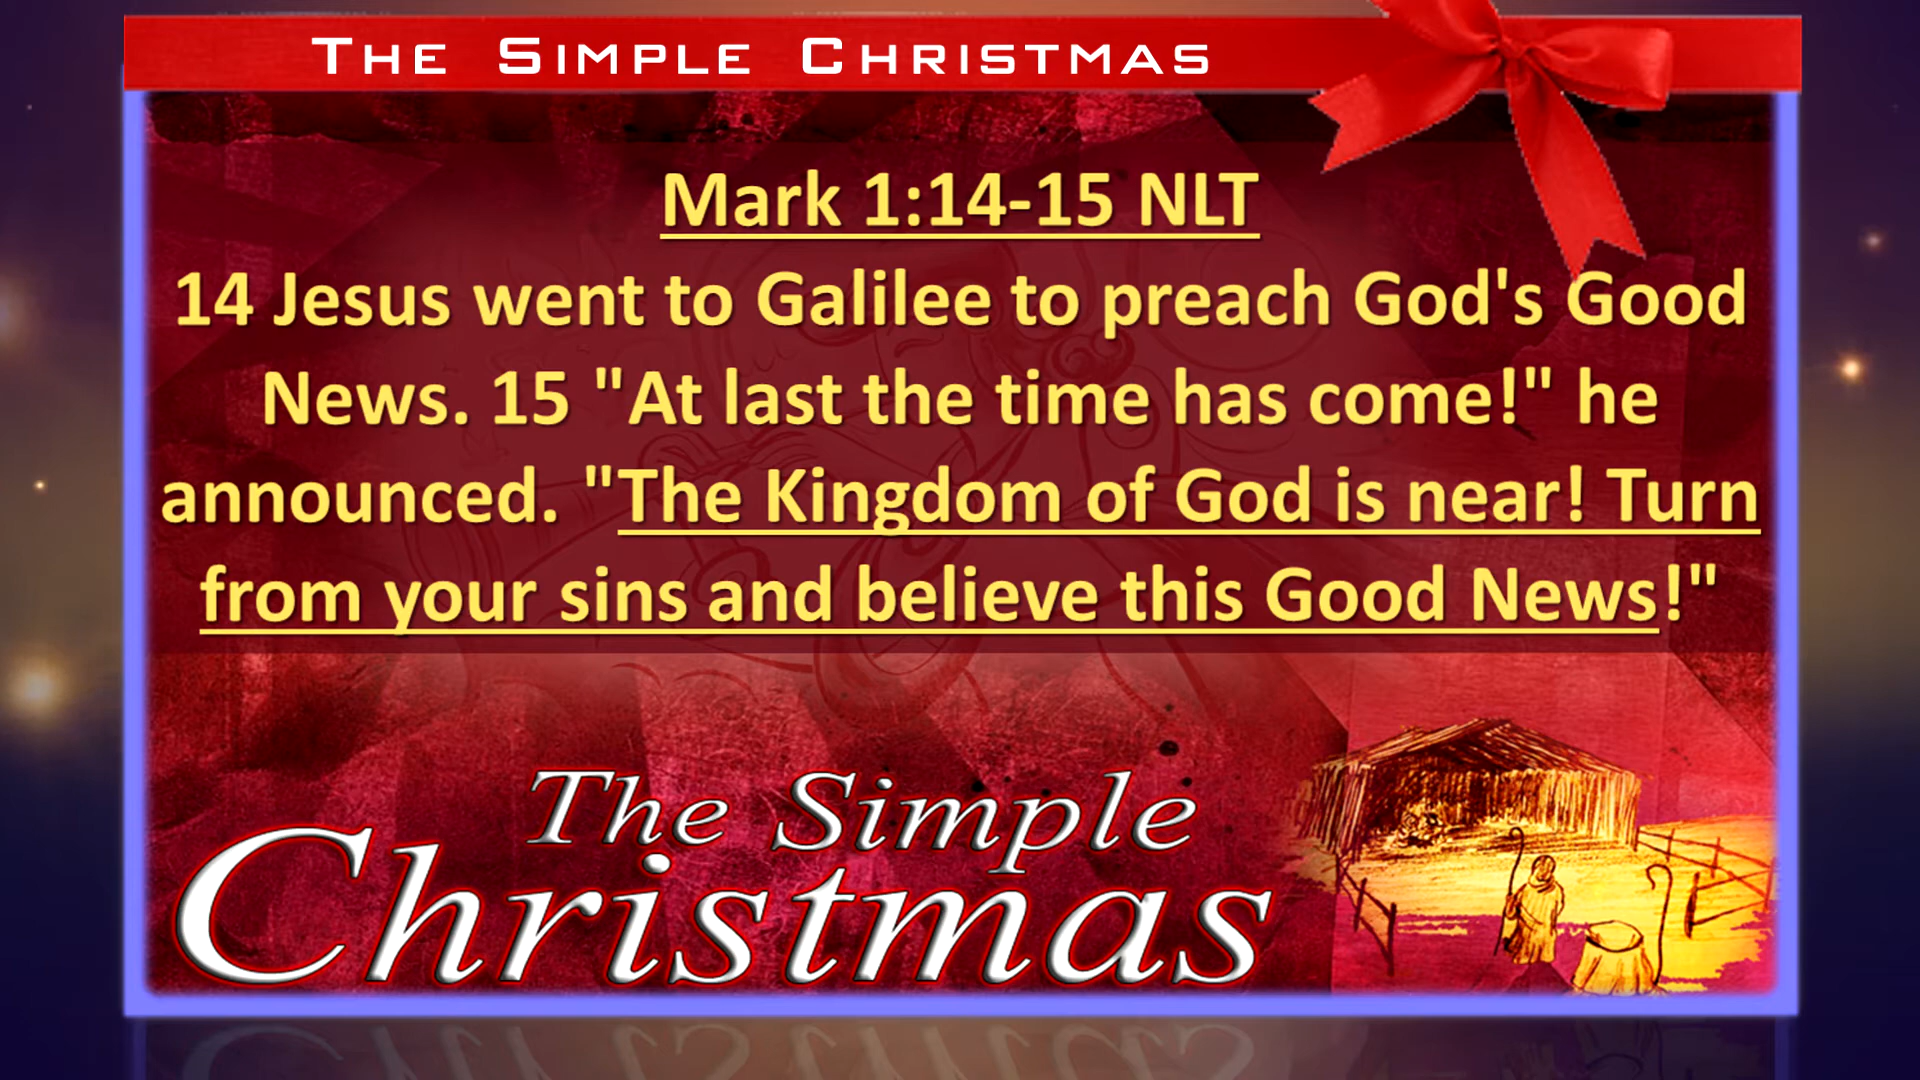 THE SIMPLE CHRISTMAS
Mark 1:14-15 NLT
14 Jesus went to Galilee to preach God's Good
News. 15 "At last the time has come!" he
announced. "The Kingdom of God is near! Turn
from your sins and believe this Good News!"
The Simple
Christmas